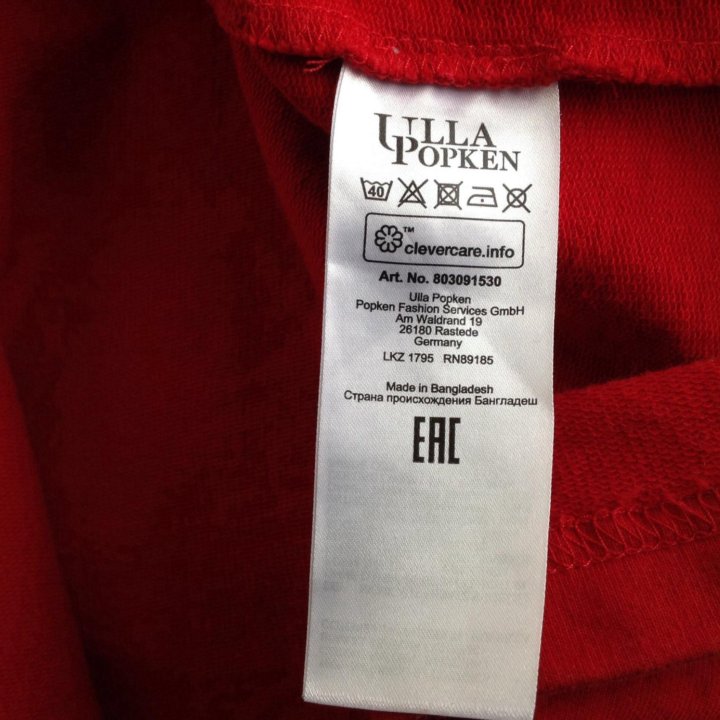 ULLA
POPKEN
40
™
clevercare.info
Art. No. 803091530
Ulla Popken
Popken Fashion Services GmbH
Am Waldrand 19
26180 Rastede
Germany
LKZ 1795 RN89185
Made in Bangladesh
Страна происхождения Бангладеш
EAC